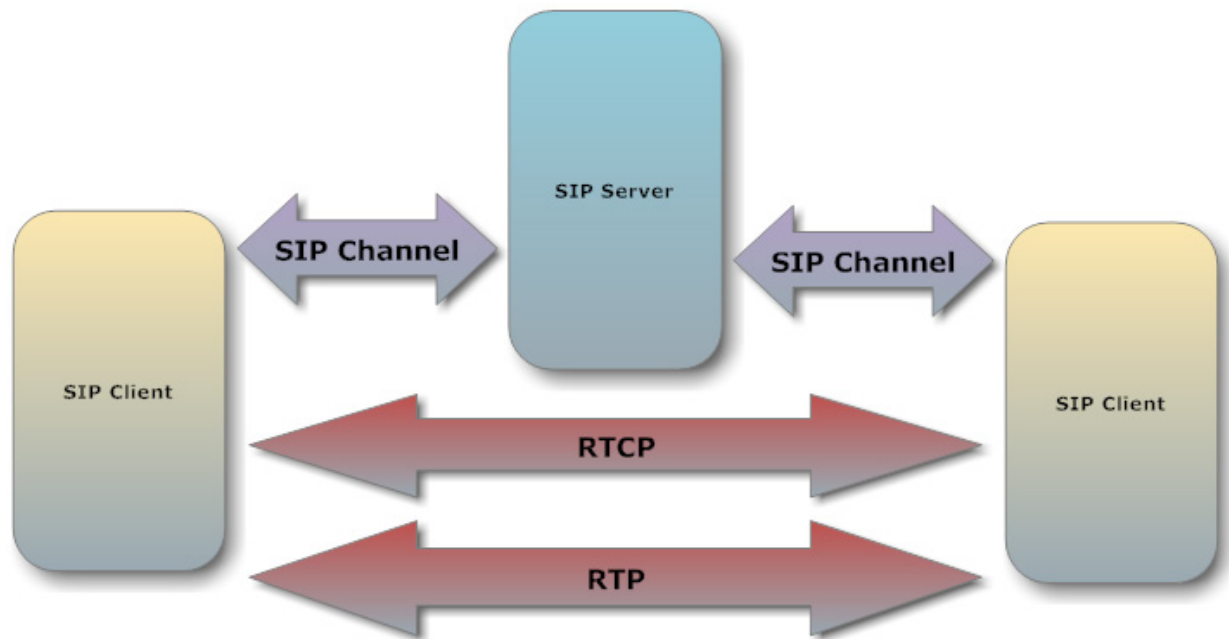 SIP Server
SIP Channel
SIP Channel
SIP Client
SIP Client
RTCP
RTP